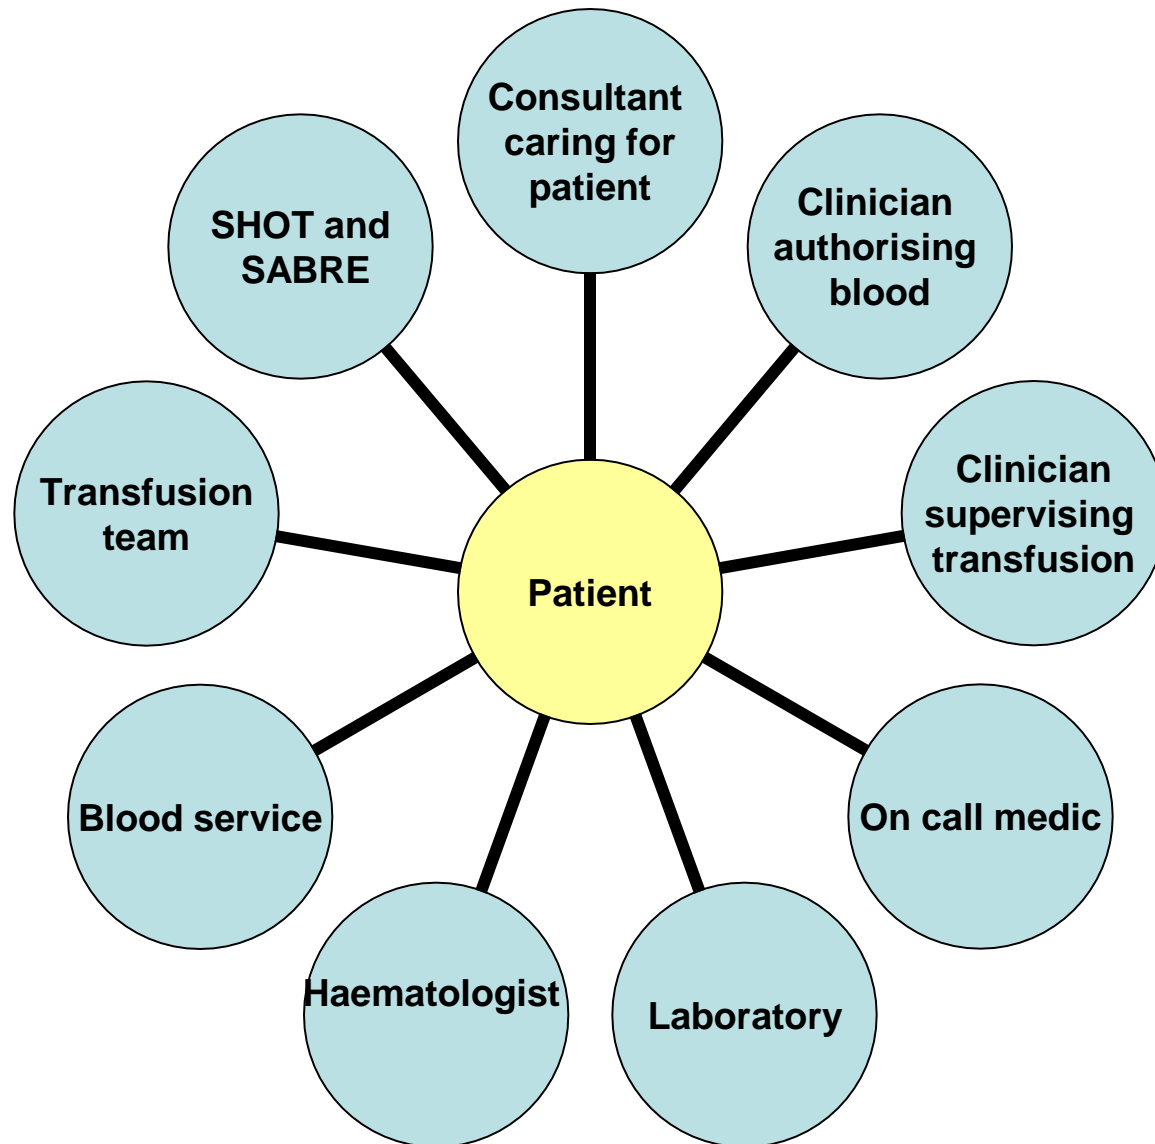 Consultant
caring for
patient
Clinician
authorising
blood
Clinician
supervising
transfusion
On call medic
Laboratory
Haematologist
Blood service
Transfusion
team
SHOT and
SABRE
Patient